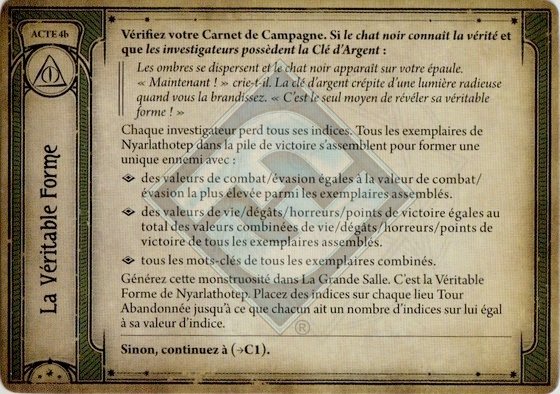 ACTE 4b
La Véritable Forme
Vérifiez votre Carnet de Campagne. Si le chat noir connaît la vérité et
que les investigateurs possèdent la Clé d'Argent :
Les ombres se dispersent et le chat noir apparaît sur votre épaule.
« Maintenant ! » crie-t-il. La clé d'argent crépite d'une lumière radieuse
quand vous la brandissez. « C'est le seul moyen de révéler sa véritable
forme ! »
Chaque investigateur perd tous ses indices. Tous les exemplaires de
Nyarlathotep dans la pile de victoire s'assemblent pour former une
unique ennemi avec :
des valeurs de combat/évasion égales à la valeur de combat/
évasion la plus élevée parmi les exemplaires assemblés.
des valeurs de vie/dégâts/horreurs/points de victoire égales au
total des valeurs combinées de vie/dégâts/horreurs/points de
victoire de tous les exemplaires assemblés.
tous les mots-clés de tous les exemplaires combinés.
Générez cette monstruosité dans La Grande Salle. C'est la Véritable
Forme de Nyarlathotep. Placez des indices sur chaque lieu Tour
Abandonnée jusqu'à ce que chacun ait un nombre d'indices sur lui égal
à sa valeur d'indice.
Sinon, continuez à (→C1).
®